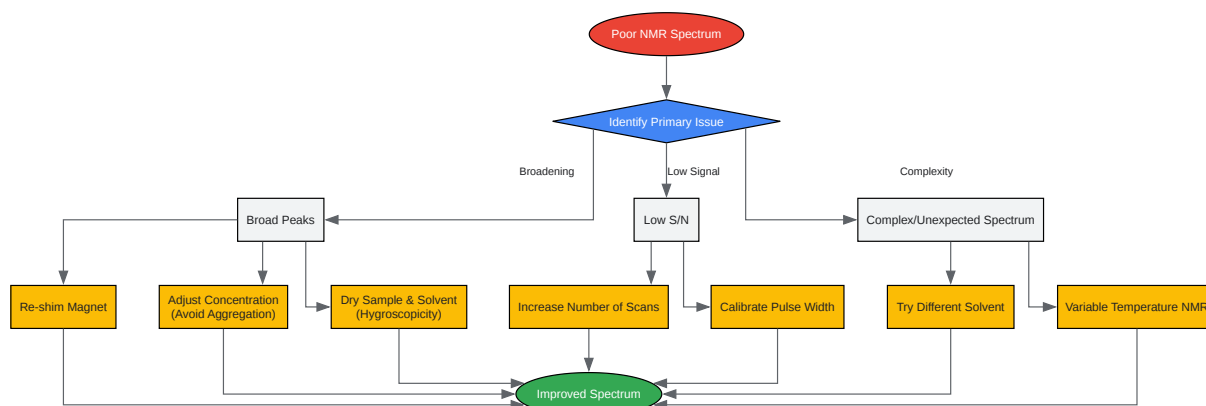 Poor NMR Spectrum
Identify Primary Issue
Broadening
Low Signal
Complexity
Broad Peaks
Low S/N
Complex/Unexpected Spectrum
Re-shim Magnet
Adjust Concentration
(Avoid Aggregation)
Dry Sample & Solvent
(Hygroscopicity)
Increase Number of Scans
Calibrate Pulse Width
Try Different Solvent
Variable Temperature NMR
Improved Spectrum